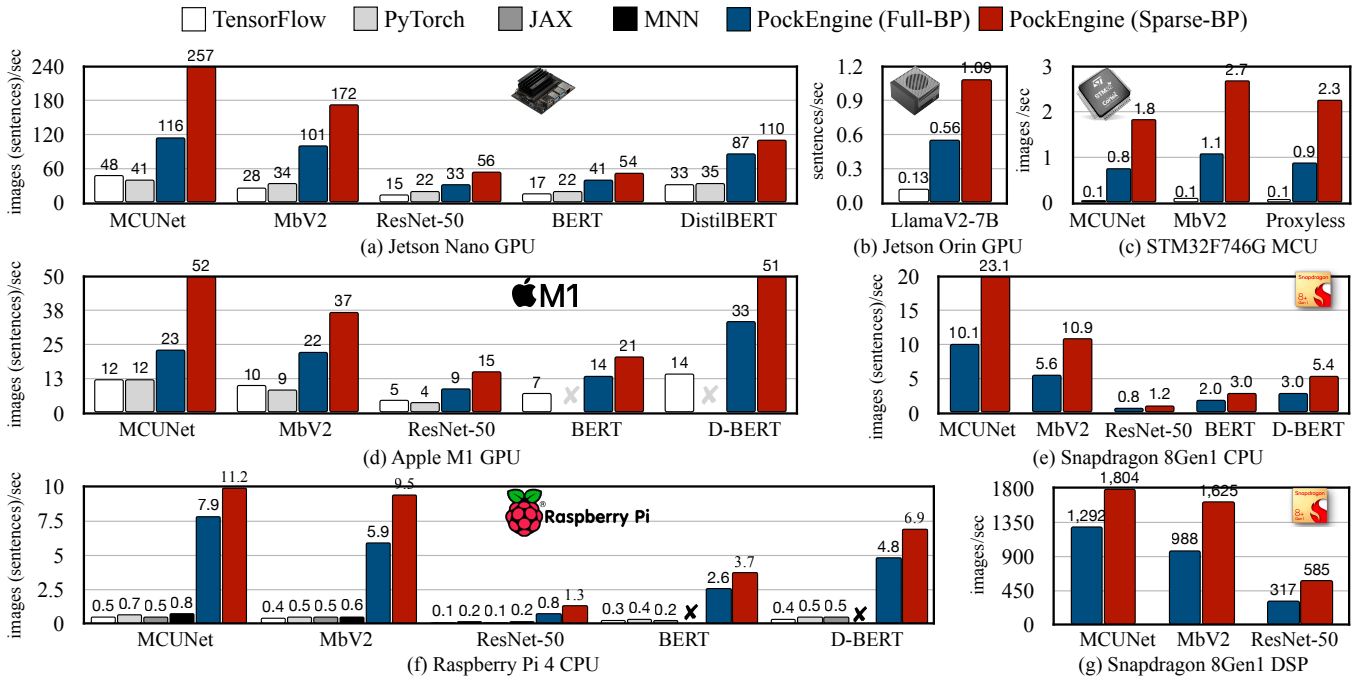 TensorFlow PyTorch JAX MNN PockEngine (Full-BP) PockEngine (Sparse-BP)
images (sentences)/sec
240
180
120
60
0
48 41 116 257
28 34 101 172
15 22 33 56
17 22 41 54
33 35 87 110
MCUNet MbV2 ResNet-50 BERT DistilBERT
(a) Jetson Nano GPU
sentences/sec
1.2
0.9
0.6
0.3
0.0
0.13 0.56 1.09
LlamaV2-7B
(b) Jetson Orin GPU
images /sec
3
2
1
0
0.1 0.8 1.8
0.1 1.1 2.7
0.1 0.9 2.3
MCUNet MbV2 Proxyless
(c) STM32F746G MCU
images (sentences)/sec
50
38
25
13
0
M1
12 12 23 52
10 9 22 37
5 4 9 15
7 14 21
14 33 51
MCUNet MbV2 ResNet-50 BERT D-BERT
(d) Apple M1 GPU
images (sentences)/sec
20
15
10
5
0
10.1 23.1
5.6 10.9
0.8 1.2
2.0 3.0
3.0 5.4
Snapdragon
MCUNet MbV2 ResNet-50 BERT D-BERT
(e) Snapdragon 8Gen1 CPU
images (sentences)/sec
10
7.5
5
2.5
0
Raspberry Pi
0.5 0.7 0.5 0.8 7.9 11.2
0.4 0.5 0.5 0.6 5.9 9.5
0.1 0.2 0.1 0.2 0.8 1.3
0.3 0.4 0.2 2.6 3.7
0.4 0.5 0.5 4.8 6.9
MCUNet MbV2 ResNet-50 BERT D-BERT
(f) Raspberry Pi 4 CPU
images/sec
1800
1350
900
450
0
1,292 1,804
988 1,625
317 585
Snapdragon
MCUNet MbV2 ResNet-50
(g) Snapdragon 8Gen1 DSP